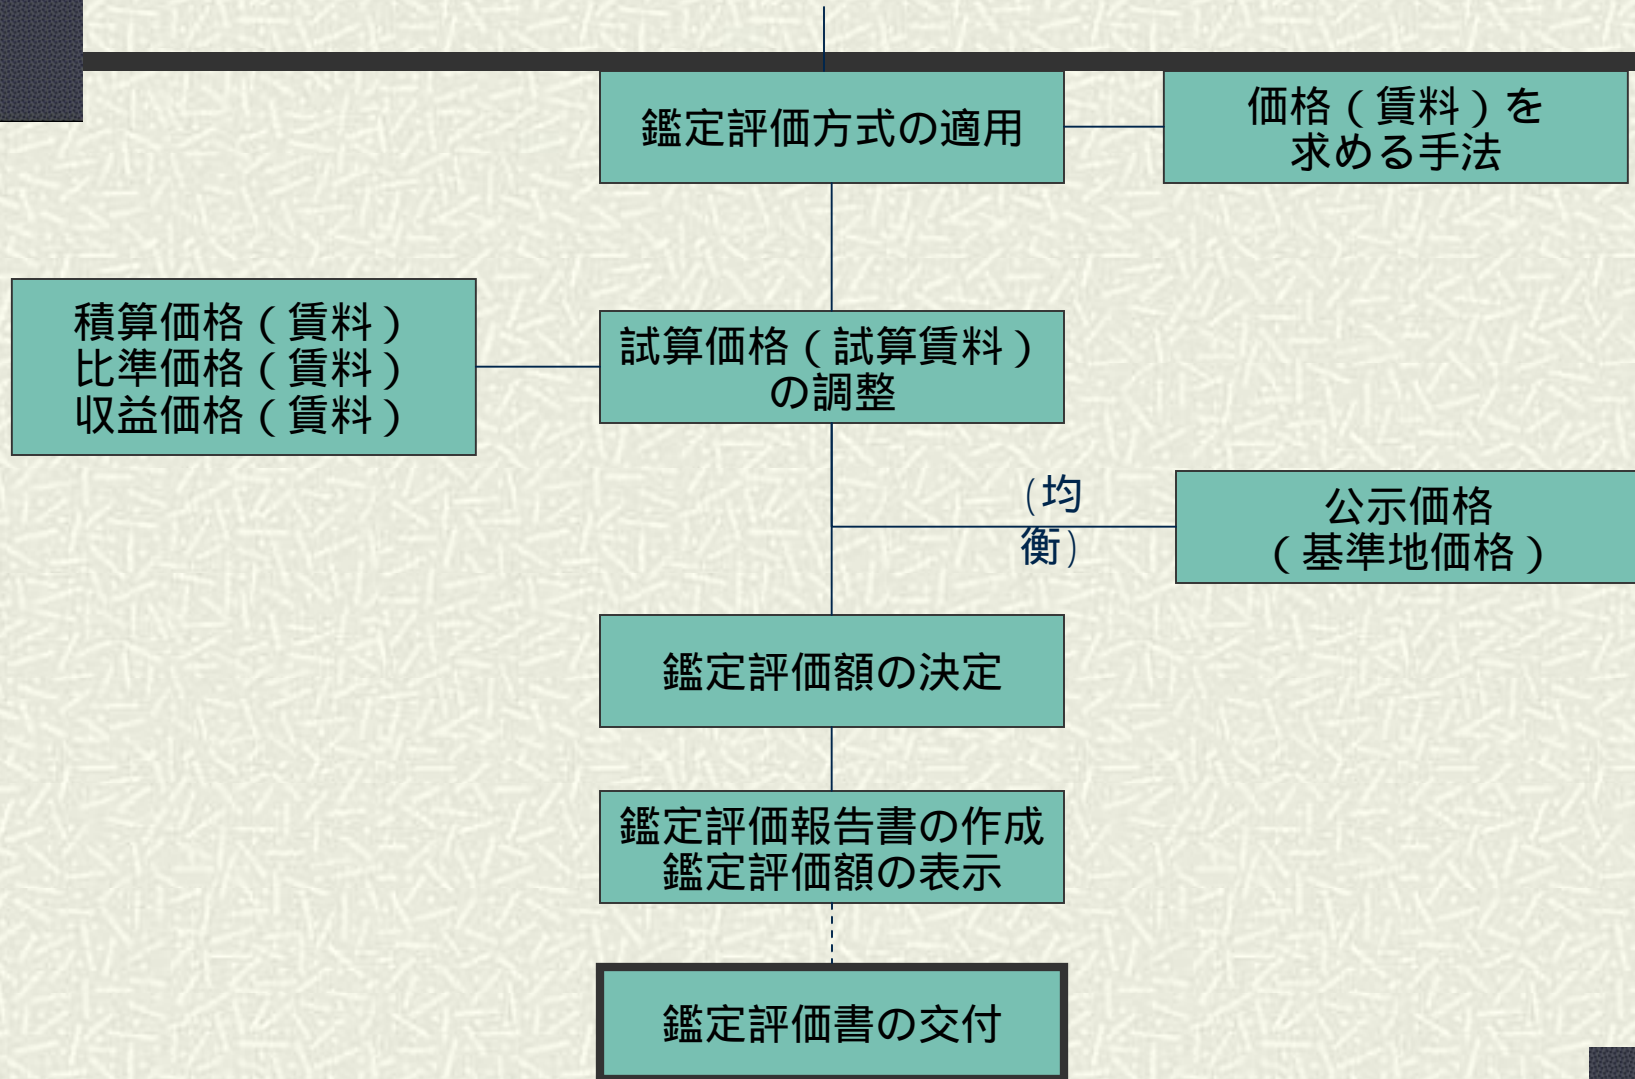 鑑定評価方式の適用
価格（賃料）を
求める手法
積算価格（賃料）
比準価格（賃料）
収益価格（賃料）
試算価格（試算賃料）
の調整
(均
衡)
公示価格
（基準地価格）
鑑定評価額の決定
鑑定評価報告書の作成
鑑定評価額の表示
鑑定評価書の交付